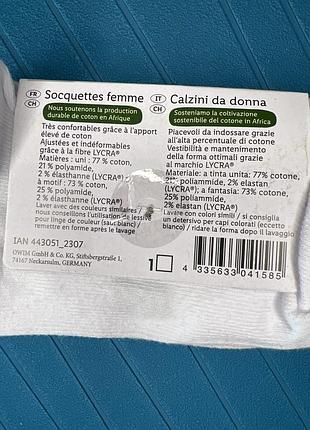 FR CH Socquettes femme
Nous soutenons la production
durable de coton en Afrique
Très confortables grâce à l'apport
élevé de coton
Ajustées et indéformables
grâce à la fibre LYCRA®
Matières : uni : 77 % coton,
21% polyamide,
2 % élasthanne (LYCRA®)
à motif : 73 % coton,
25% polyamide,
2 % élasthanne (LYCRA®)
Laver avec des couleurs similaires /
nous conseillons l'utilisation de lessive
pour linge de couleur (sauf blanc) /
remettre en forme après le lavage
IT CH Calzini da donna
Sosteniamo la coltivazione
sostenibile del cotone in Africa
Piacevoli da indossare grazie
all'alta percentuale di cotone
Vestibilità e mantenimento
della forma ottimali grazie
al marchio LYCRA®
Materiale: a tinta unita: 77% cotone,
poliammide, 2% elastan
(LYCRA®); a fantasia: 73% cotone,
25% poliammide,
2% elastan (LYCRA®)
Lavare con colori simili / si consiglia
un detersivo per capi colorati (eccetto
bianco) / ridare la forma dopo il lavaggio
IAN 443051_2307
OWIM GmbH & Co. KG, Stiftsbergstraße 1,
74167 Neckarsulm, GERMANY
1
4 335633 041585